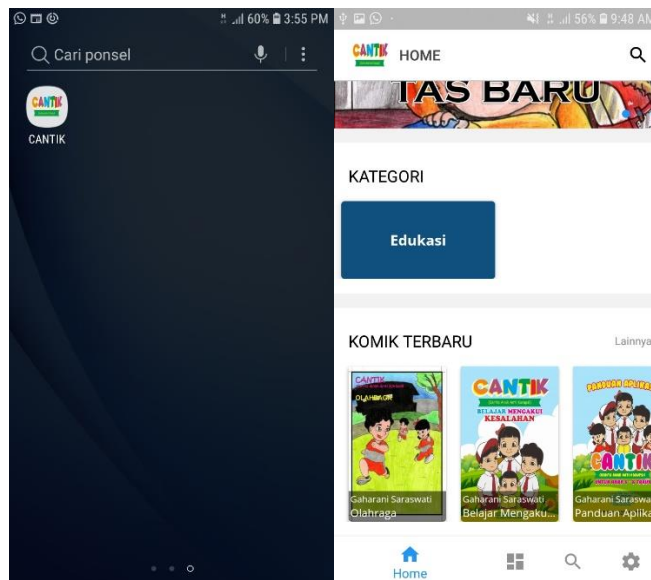 60% 3:55 PM
Cari ponsel
CANTIK
CANTIK
56% 9:48 AM
CANTIK
HOME
TAS BARU
KATEGORI
Edukasi
KOMIK TERBARU
Lainnya
CANTIK
OLAHRAGA
Gaharani Saraswati
Olahraga
CANTIK
BELAJAR MENGAKUI
KESALAHAN
Gaharani Saraswati
Belajar Mengaku...
PANDUAN APLIKASI
CANTIK
Gaharani Saraswa
Panduan Aplika
Home